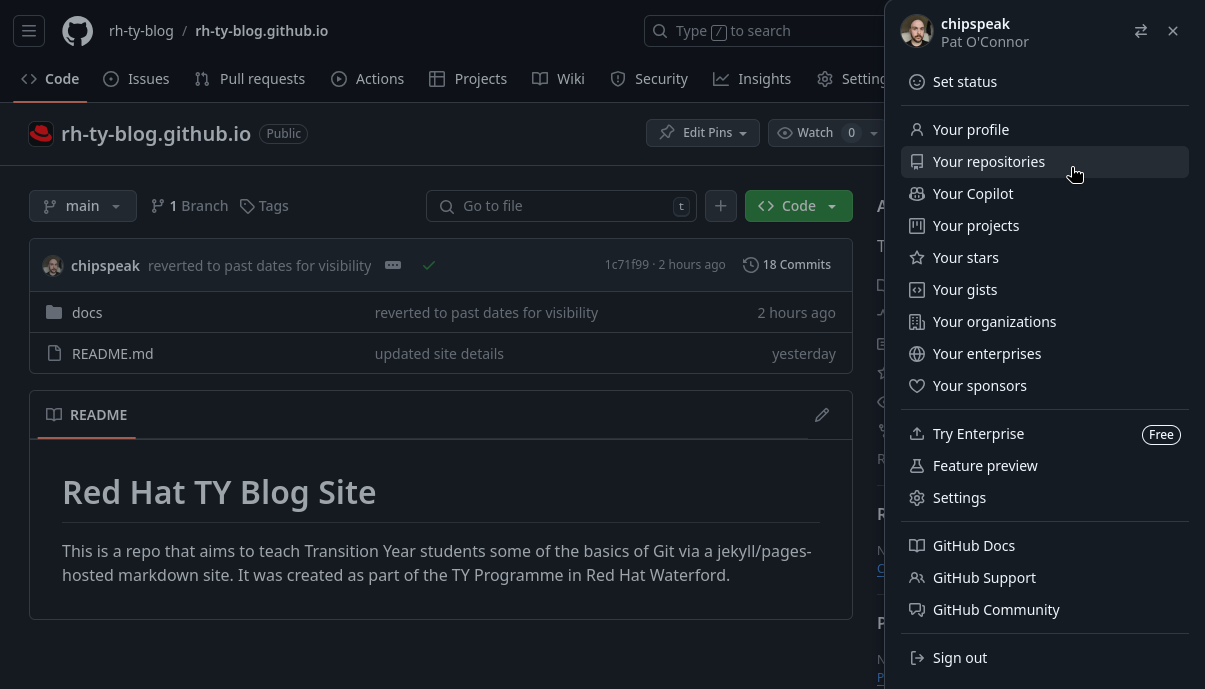 rh-ty-blog / rh-ty-blog.github.io
Type / to search
Code
Issues
Pull requests
Actions
Projects
Wiki
Security
Insights
rh-ty-blog.github.io
Public
Edit Pins
Watch 0
main
1 Branch
Tags
Go to file
t
Code
chipspeak reverted to past dates for visibility
1c71f99 · 2 hours ago
18 Commits
docs
reverted to past dates for visibility
2 hours ago
README.md
updated site details
yesterday
README
Red Hat TY Blog Site
This is a repo that aims to teach Transition Year students some of the basics of Git via a jekyll/pages-
hosted markdown site. It was created as part of the TY Programme in Red Hat Waterford.
chipspeak
Pat O'Connor
Set status
Your profile
Your repositories
Your Copilot
Your projects
Your stars
Your gists
Your organizations
Your enterprises
Your sponsors
Try Enterprise
Free
Feature preview
Settings
GitHub Docs
GitHub Support
GitHub Community
Sign out